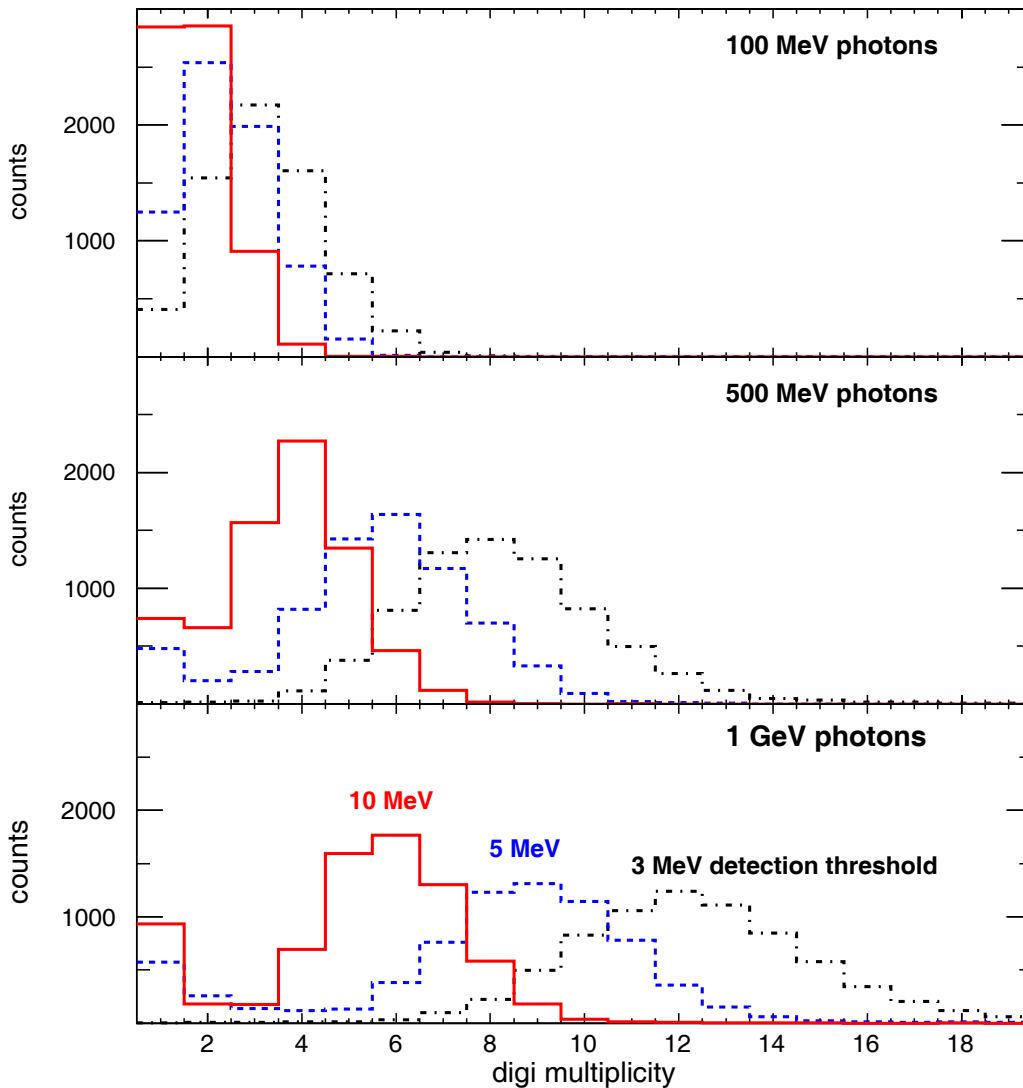 100 MeV photons
counts
2000
1000
500 MeV photons
counts
2000
1000
1 GeV photons
10 MeV
5 MeV
3 MeV detection threshold
counts
2000
1000
2 4 6 8 10 12 14 16 18
digi multiplicity